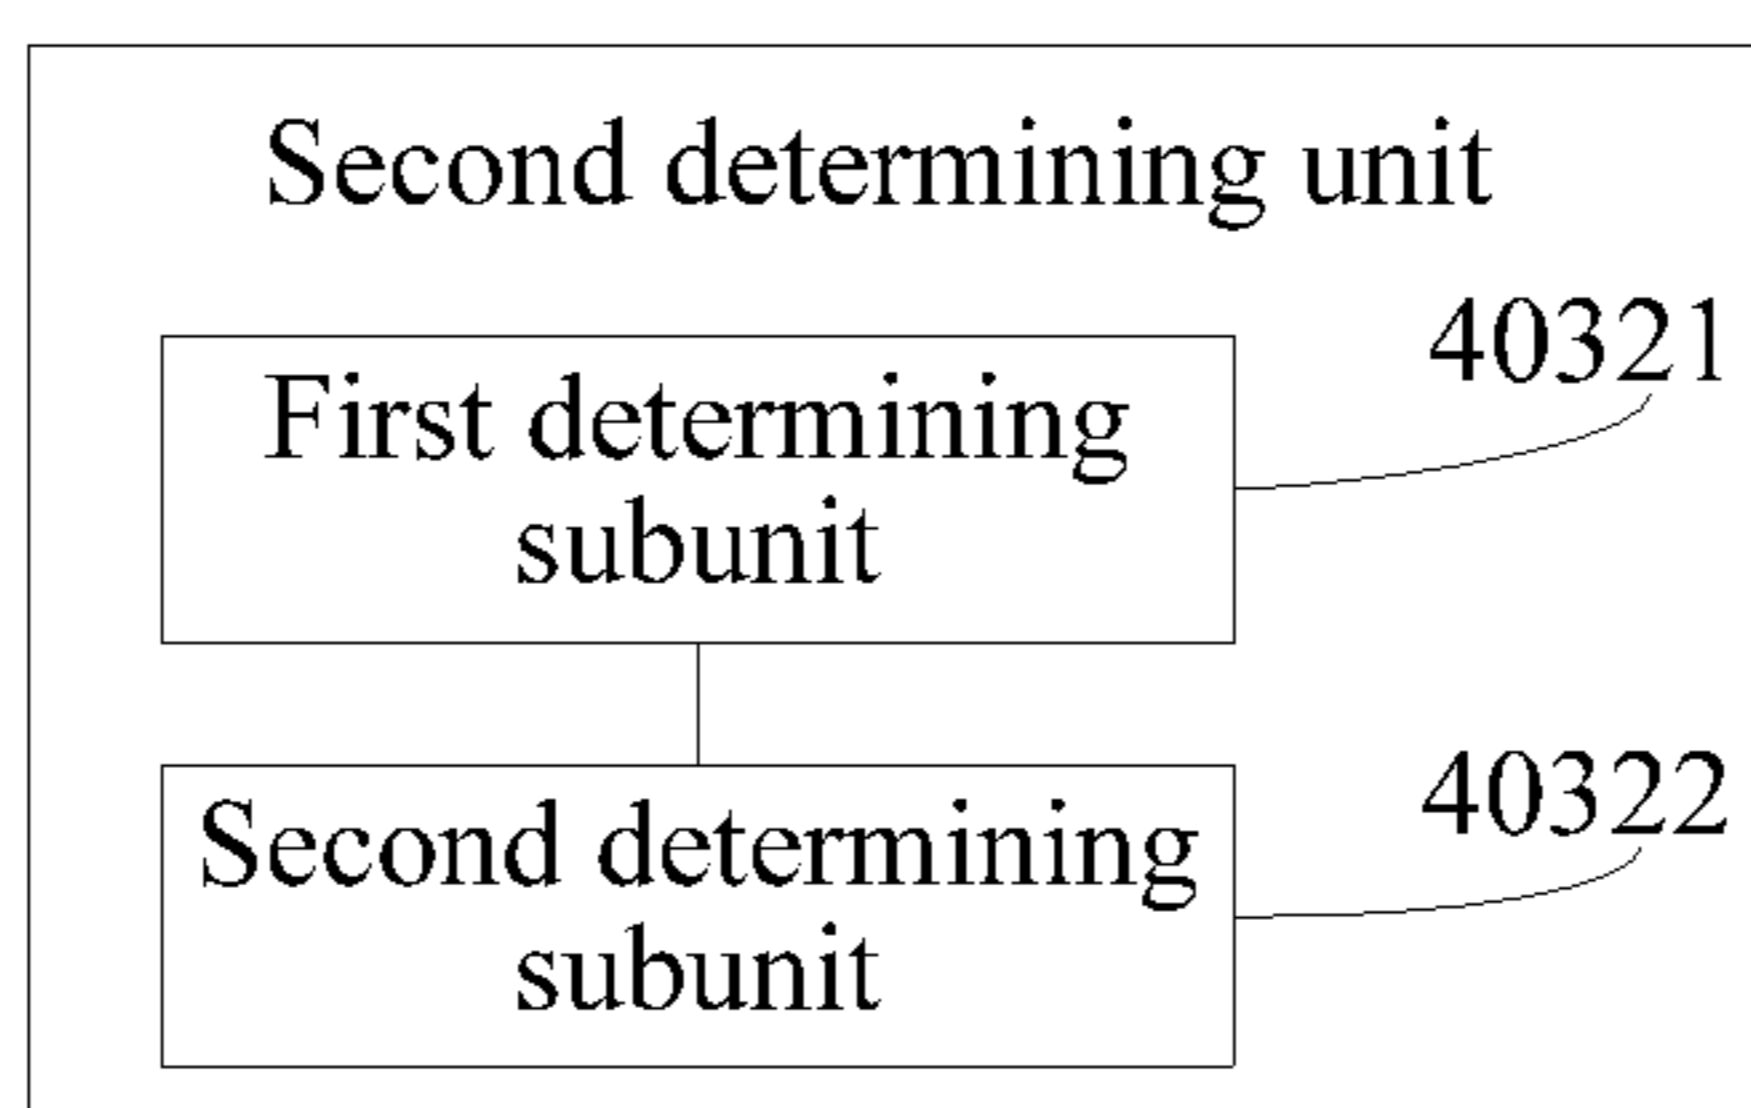 Second determining unit
40321
First determining
subunit
40322
Second determining
subunit